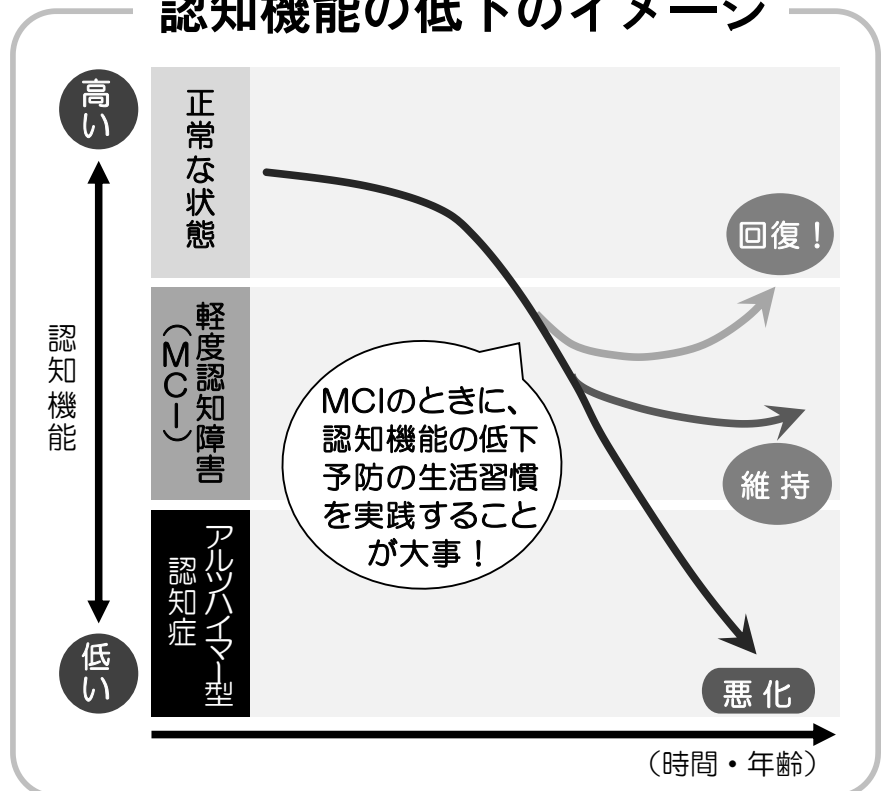 認知機能の低下のイメージ
高い
正常な状態
回復！
認知機能
軽度認知障害
（MCI）
MCIのときに、
認知機能の低下
予防の生活習慣
を実践すること
が大事！
維持
アルツハイマー型
認知症
低い
悪化
（時間・年齢）